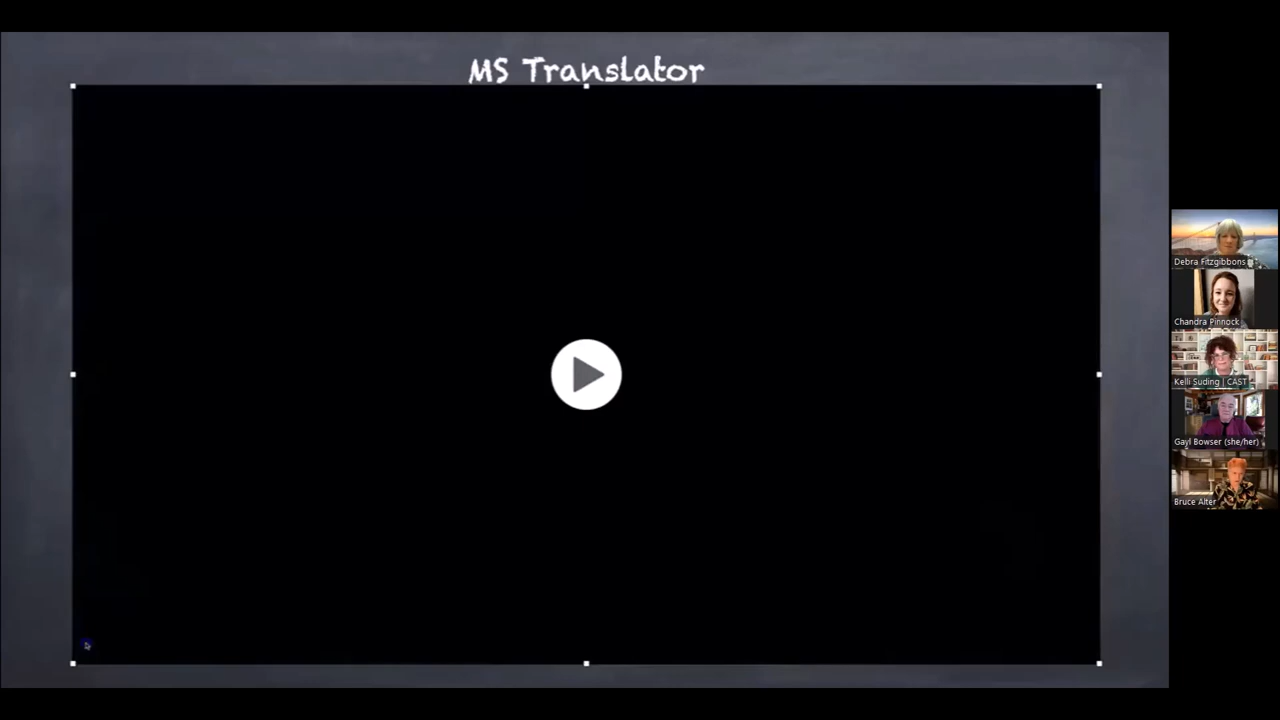 MS Translator
Debra Fitzgibbons
Chandra Pinnock
Kelli Suding | CAST
Gayl Bowser (she/her)
Bruce Alter